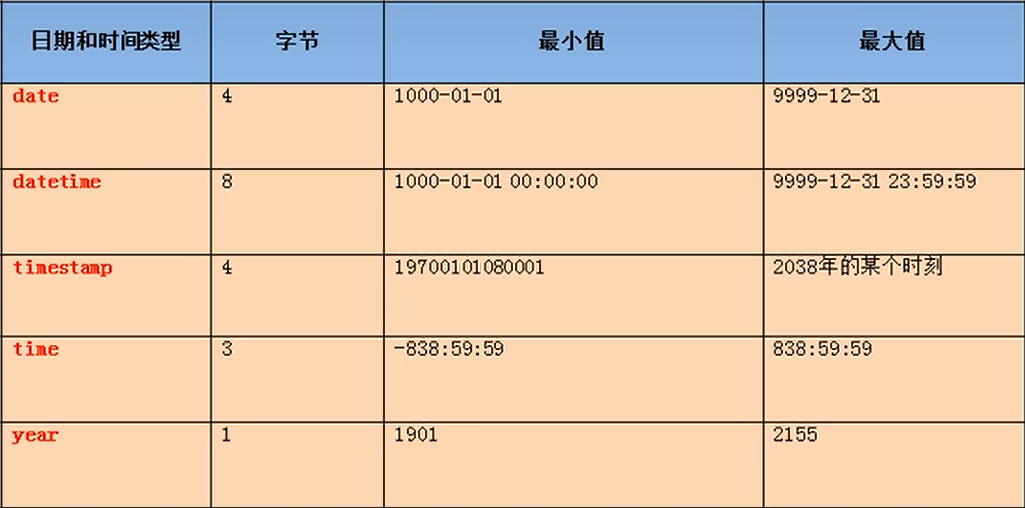 日期和时间类型 字节 最小值 最大值
date 4 1000-01-01 9999-12-31
datetime 8 1000-01-01 00:00:00 9999-12-31 23:59:59
timestamp 4 19700101080001 2038年的某个时刻
time 3 -838:59:59 838:59:59
year 1 1901 2155